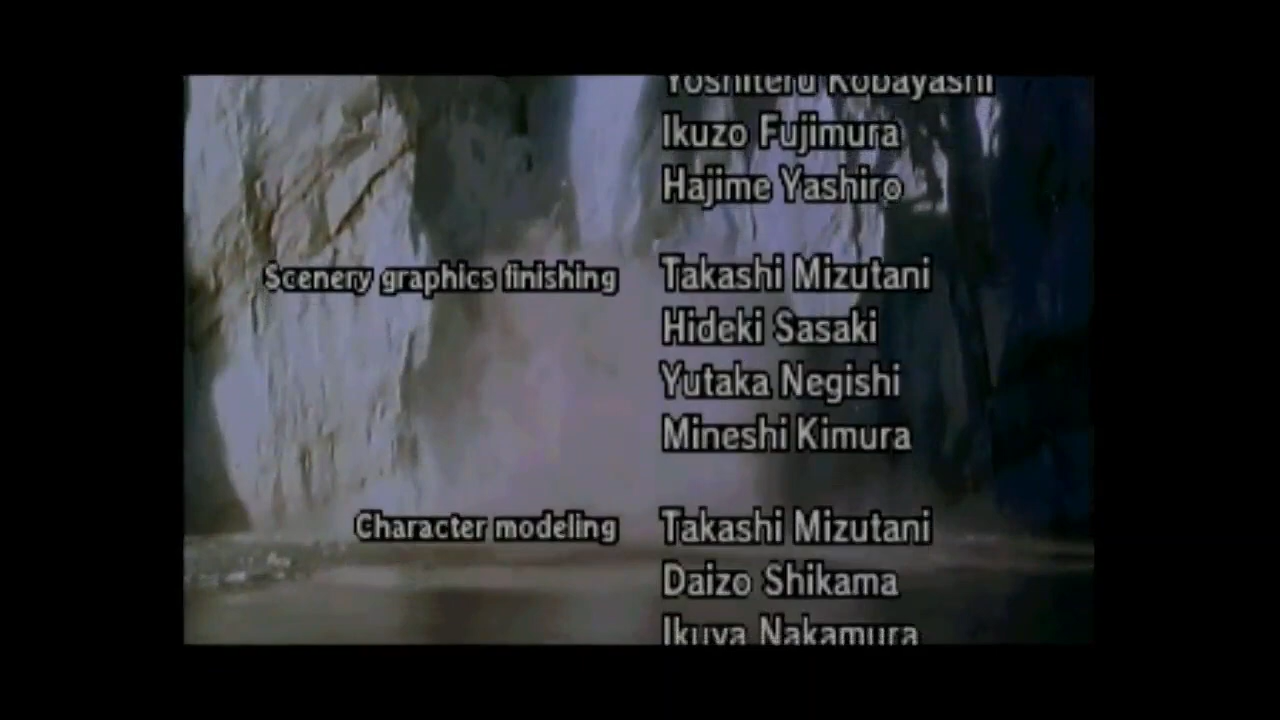 Yoshiteru Kobayashi
Ikuzo Fujimura
Hajime Yashiro
Scenery graphics finishing Takashi Mizutani
Hideki Sasaki
Yutaka Negishi
Mineshi Kimura
Character modeling Takashi Mizutani
Daizo Shikama
Ikuya Nakamura